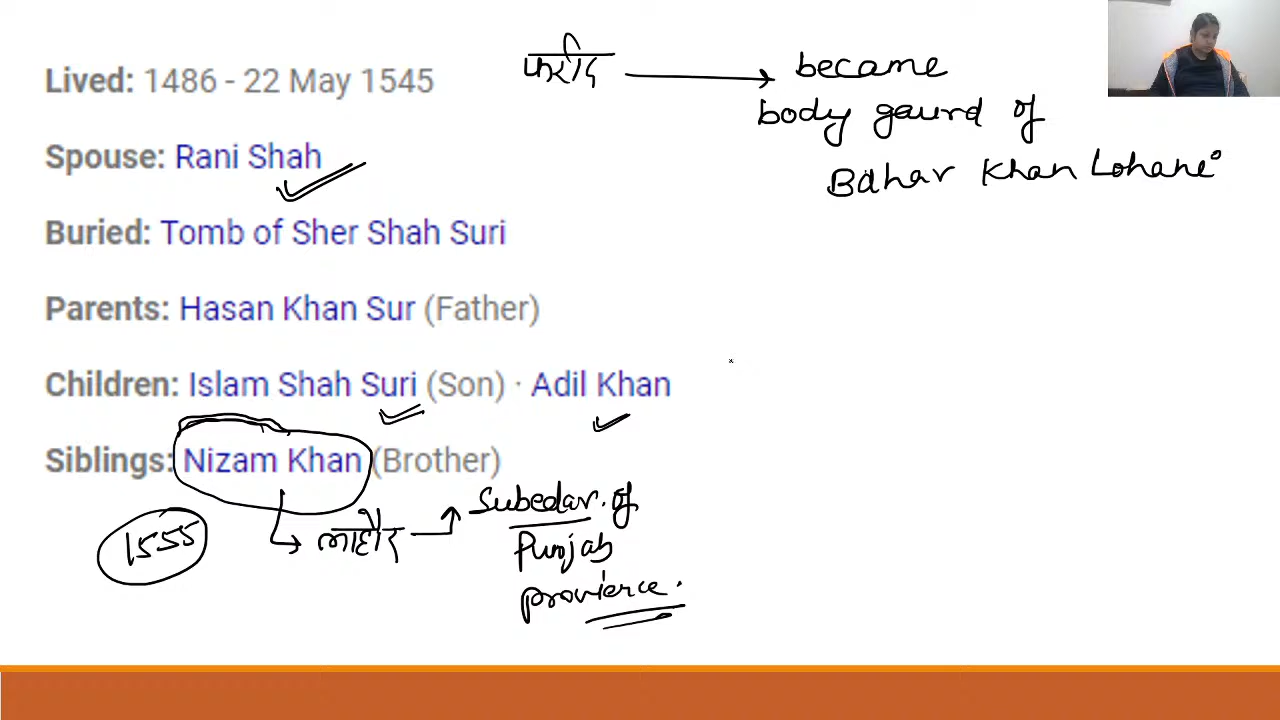 Lived: 1486 - 22 May 1545
Spouse: Rani Shah
Buried: Tomb of Sher Shah Suri
Parents: Hasan Khan Sur (Father)
Children: Islam Shah Suri (Son) · Adil Khan
Siblings: Nizam Khan (Brother)
1555
लाहौर
Subedar. of
Punjab
provierce.
फरीद
became
body gaurd of
Bahar Khan Lohane